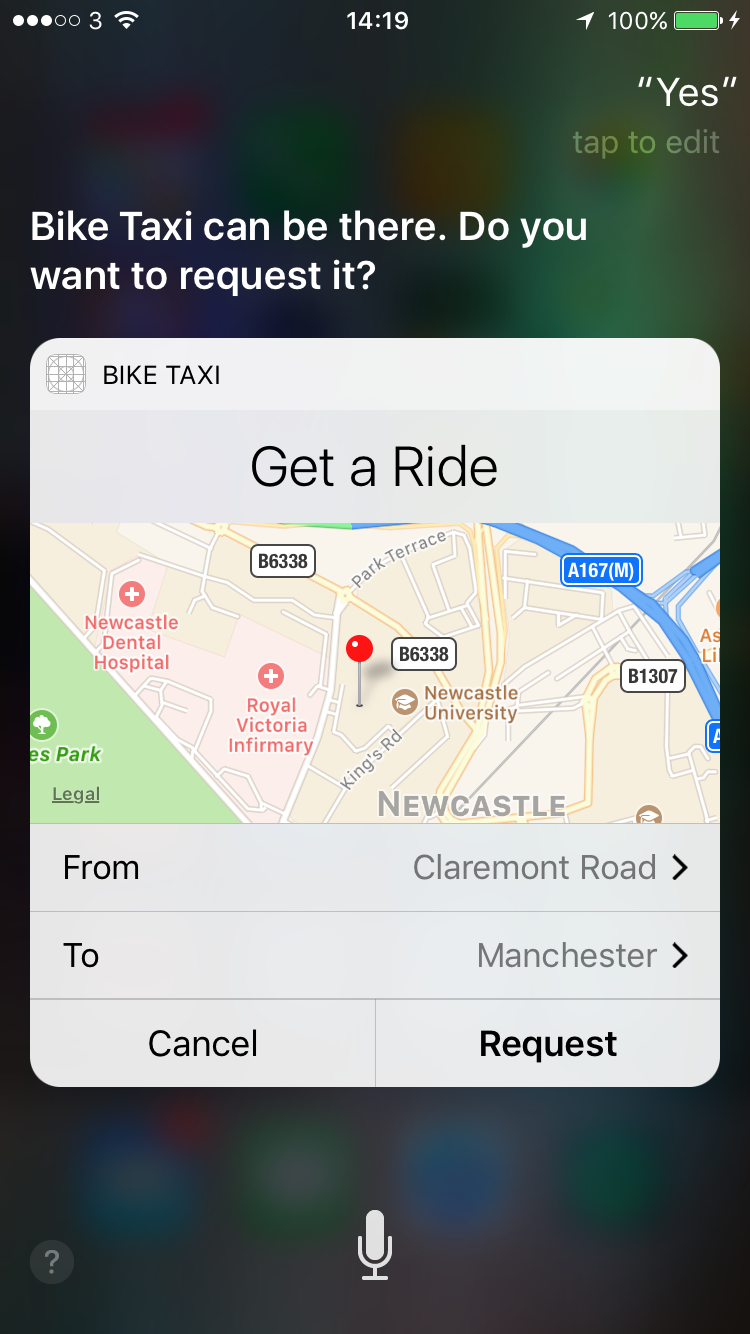 3
14:19
100%
“Yes”
tap to edit
Bike Taxi can be there. Do you
want to request it?
BIKE TAXI
Get a Ride
B6338
Park Terrace
A167(M)
Newcastle
Dental
Hospital
As
Li
B6338
B1307
Royal
Victoria
Infirmary
Newcastle
University
es Park
King's Rd
A
Legal
NEWCASTLE
From
Claremont Road
To
Manchester
Cancel
Request
?